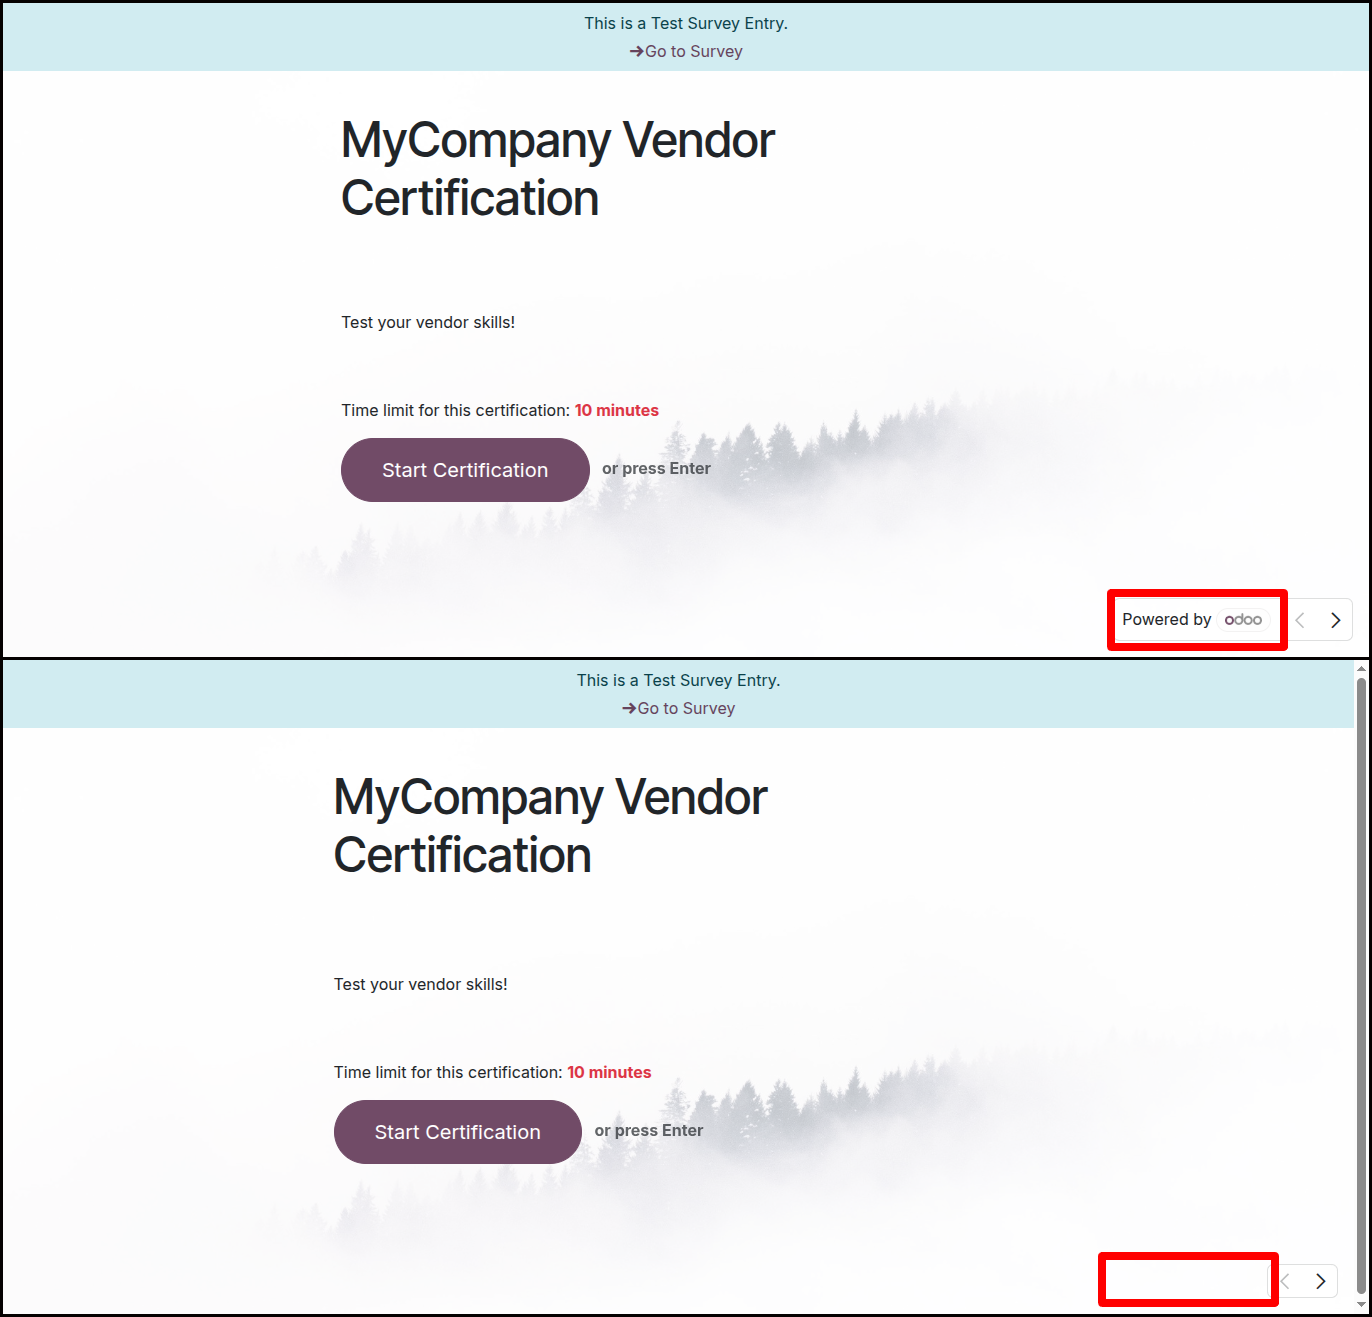 This is a Test Survey Entry.
➔Go to Survey
MyCompany Vendor
Certification
Test your vendor skills!
Time limit for this certification: 10 minutes
Start Certification or press Enter
Powered by odoo
This is a Test Survey Entry.
➔Go to Survey
MyCompany Vendor
Certification
Test your vendor skills!
Time limit for this certification: 10 minutes
Start Certification or press Enter